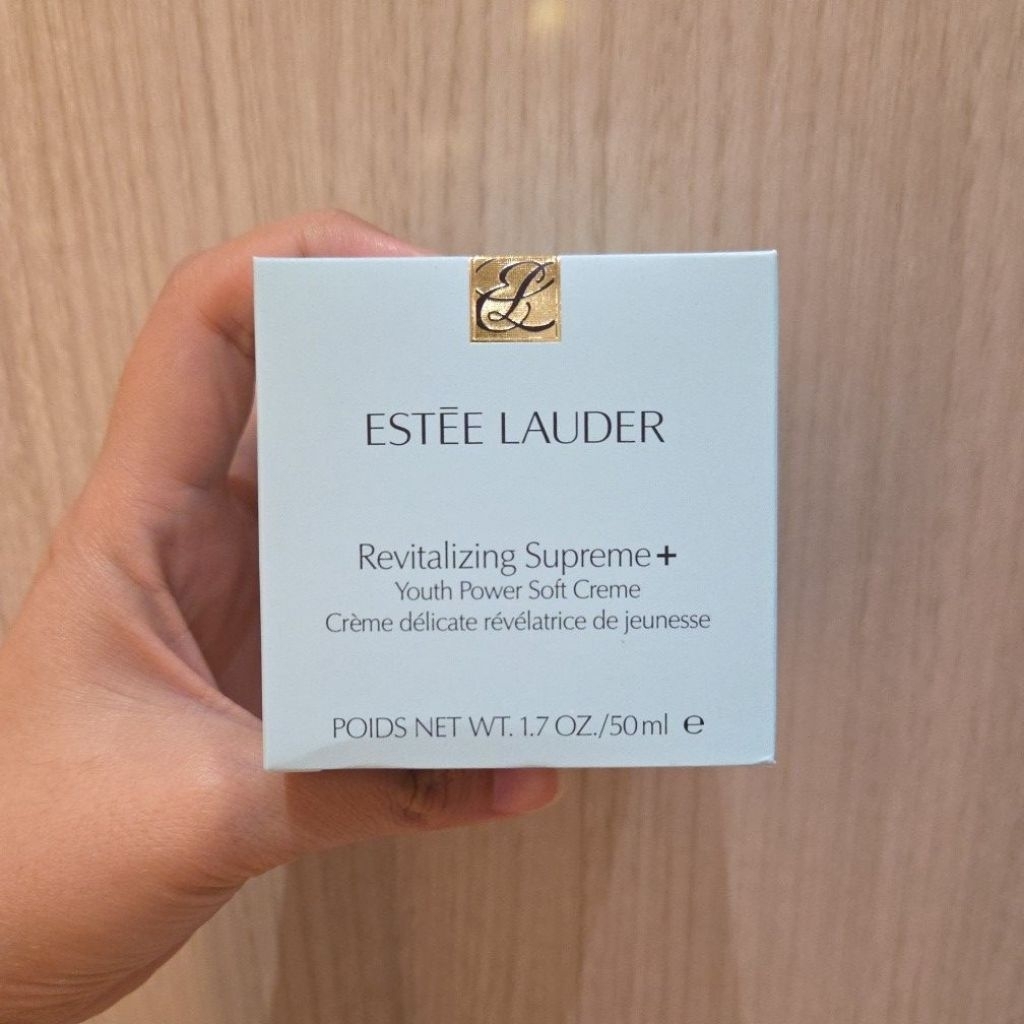 EL
ESTĒE LAUDER
Revitalizing Supreme+
Youth Power Soft Creme
Crème délicate révélatrice de jeunesse
POIDS NET WT. 1.7 OZ./50 ml ℮